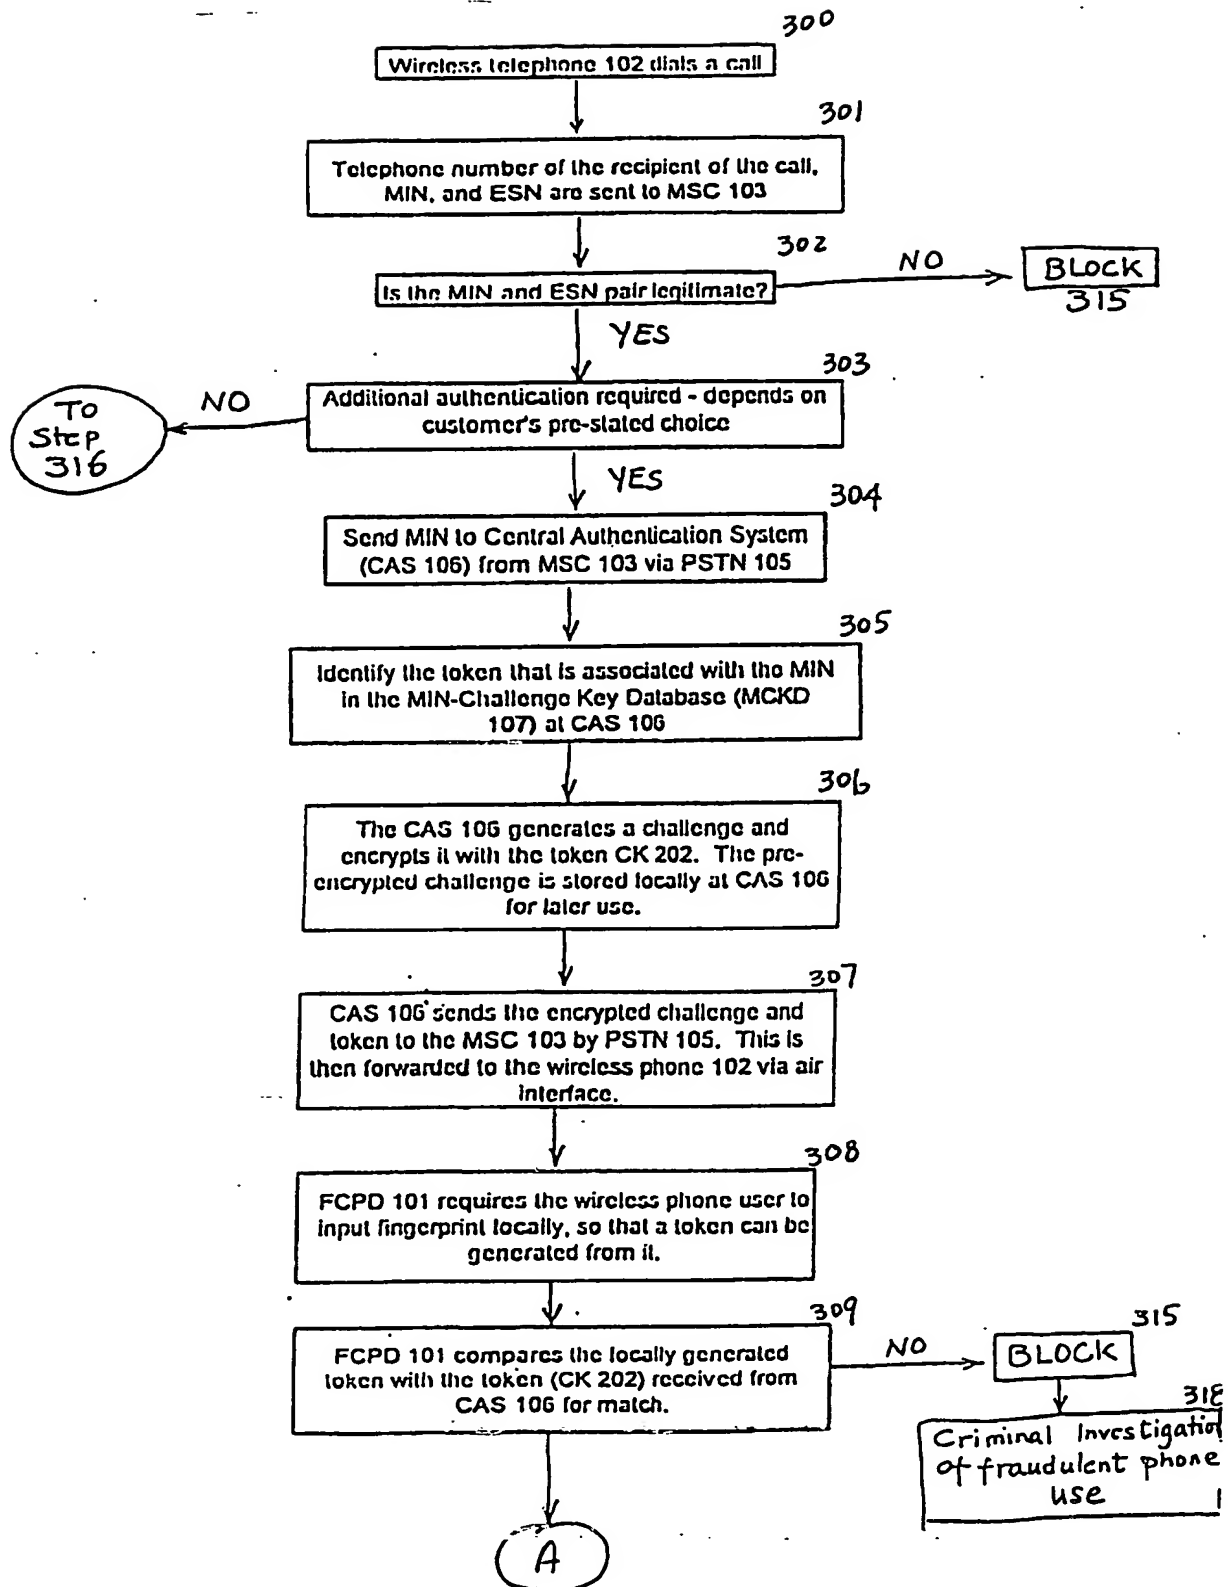 300
Wireless telephone 102 dials a call
301
Telephone number of the recipient of the call,
MIN, and ESN are sent to MSC 103
302
Is the MIN and ESN pair legitimate?
NO
BLOCK
315
YES
303
Additional authentication required - depends on
customer's pre-stated choice
NO
TO
Step
316
YES
304
Send MIN to Central Authentication System
(CAS 106) from MSC 103 via PSTN 105
305
Identify the token that is associated with the MIN
in the MIN-Challenge Key Database (MCKD
107) at CAS 106
306
The CAS 106 generates a challenge and
encrypts it with the token CK 202. The pre-
encrypted challenge is stored locally at CAS 106
for later use.
307
CAS 106 sends the encrypted challenge and
token to the MSC 103 by PSTN 105. This is
then forwarded to the wireless phone 102 via air
interface.
308
FCPD 101 requires the wireless phone user to
input fingerprint locally, so that a token can be
generated from it.
309
FCPD 101 compares the locally generated
token with the token (CK 202) received from
CAS 106 for match.
NO
315
BLOCK
318
Criminal Investigation
of fraudulent phone
use
A